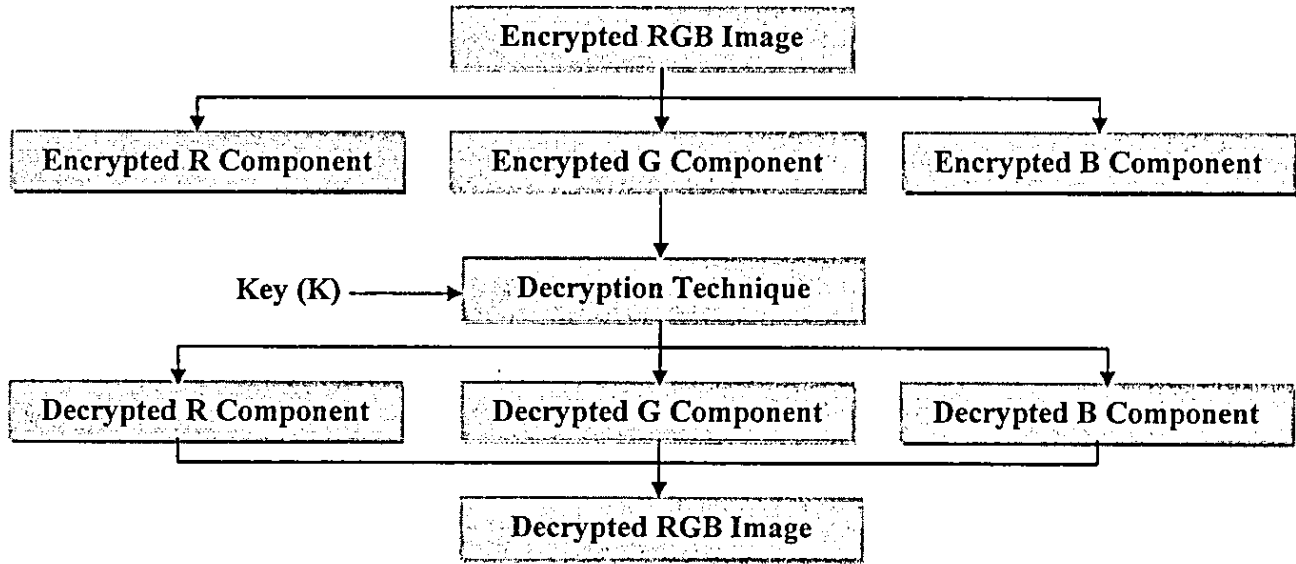 Encrypted RGB Image
Encrypted R Component
Encrypted G Component
Encrypted B Component
Key (K)
Decryption Technique
Decrypted R Component
Decrypted G Component
Decrypted B Component
Decrypted RGB Image